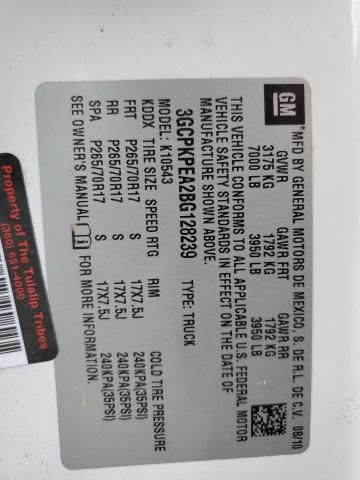 GM
MFD BY GENERAL MOTORS DE MEXICO, S. DE R.L. DE C.V. 08/10
GVWR GAWR FRT GAWR RR
3175 KG 1792 KG 1792 KG
7000 LB 3950 LB 3950 LB
THIS VEHICLE CONFORMS TO ALL APPLICABLE U.S. FEDERAL MOTOR
VEHICLE SAFETY STANDARDS IN EFFECT ON THE DATE OF
MANUFACTURE SHOWN ABOVE.
3GCPKPEA2BG128239 TYPE: TRUCK
MODEL: K10543
KDDX TIRE SIZE SPEED RTG RIM COLD TIRE PRESSURE
FRT P265/70R17 S 17X7.5J 240KPA(35PSI)
RR P265/70R17 S 17X7.5J 240KPA(35PSI)
SPA P265/70R17 S 17X7.5J 240KPA(35PSI)
SEE OWNER'S MANUAL i FOR MORE INFORMATION.
Property of The Tulalip Tribes
(360) 651-4000